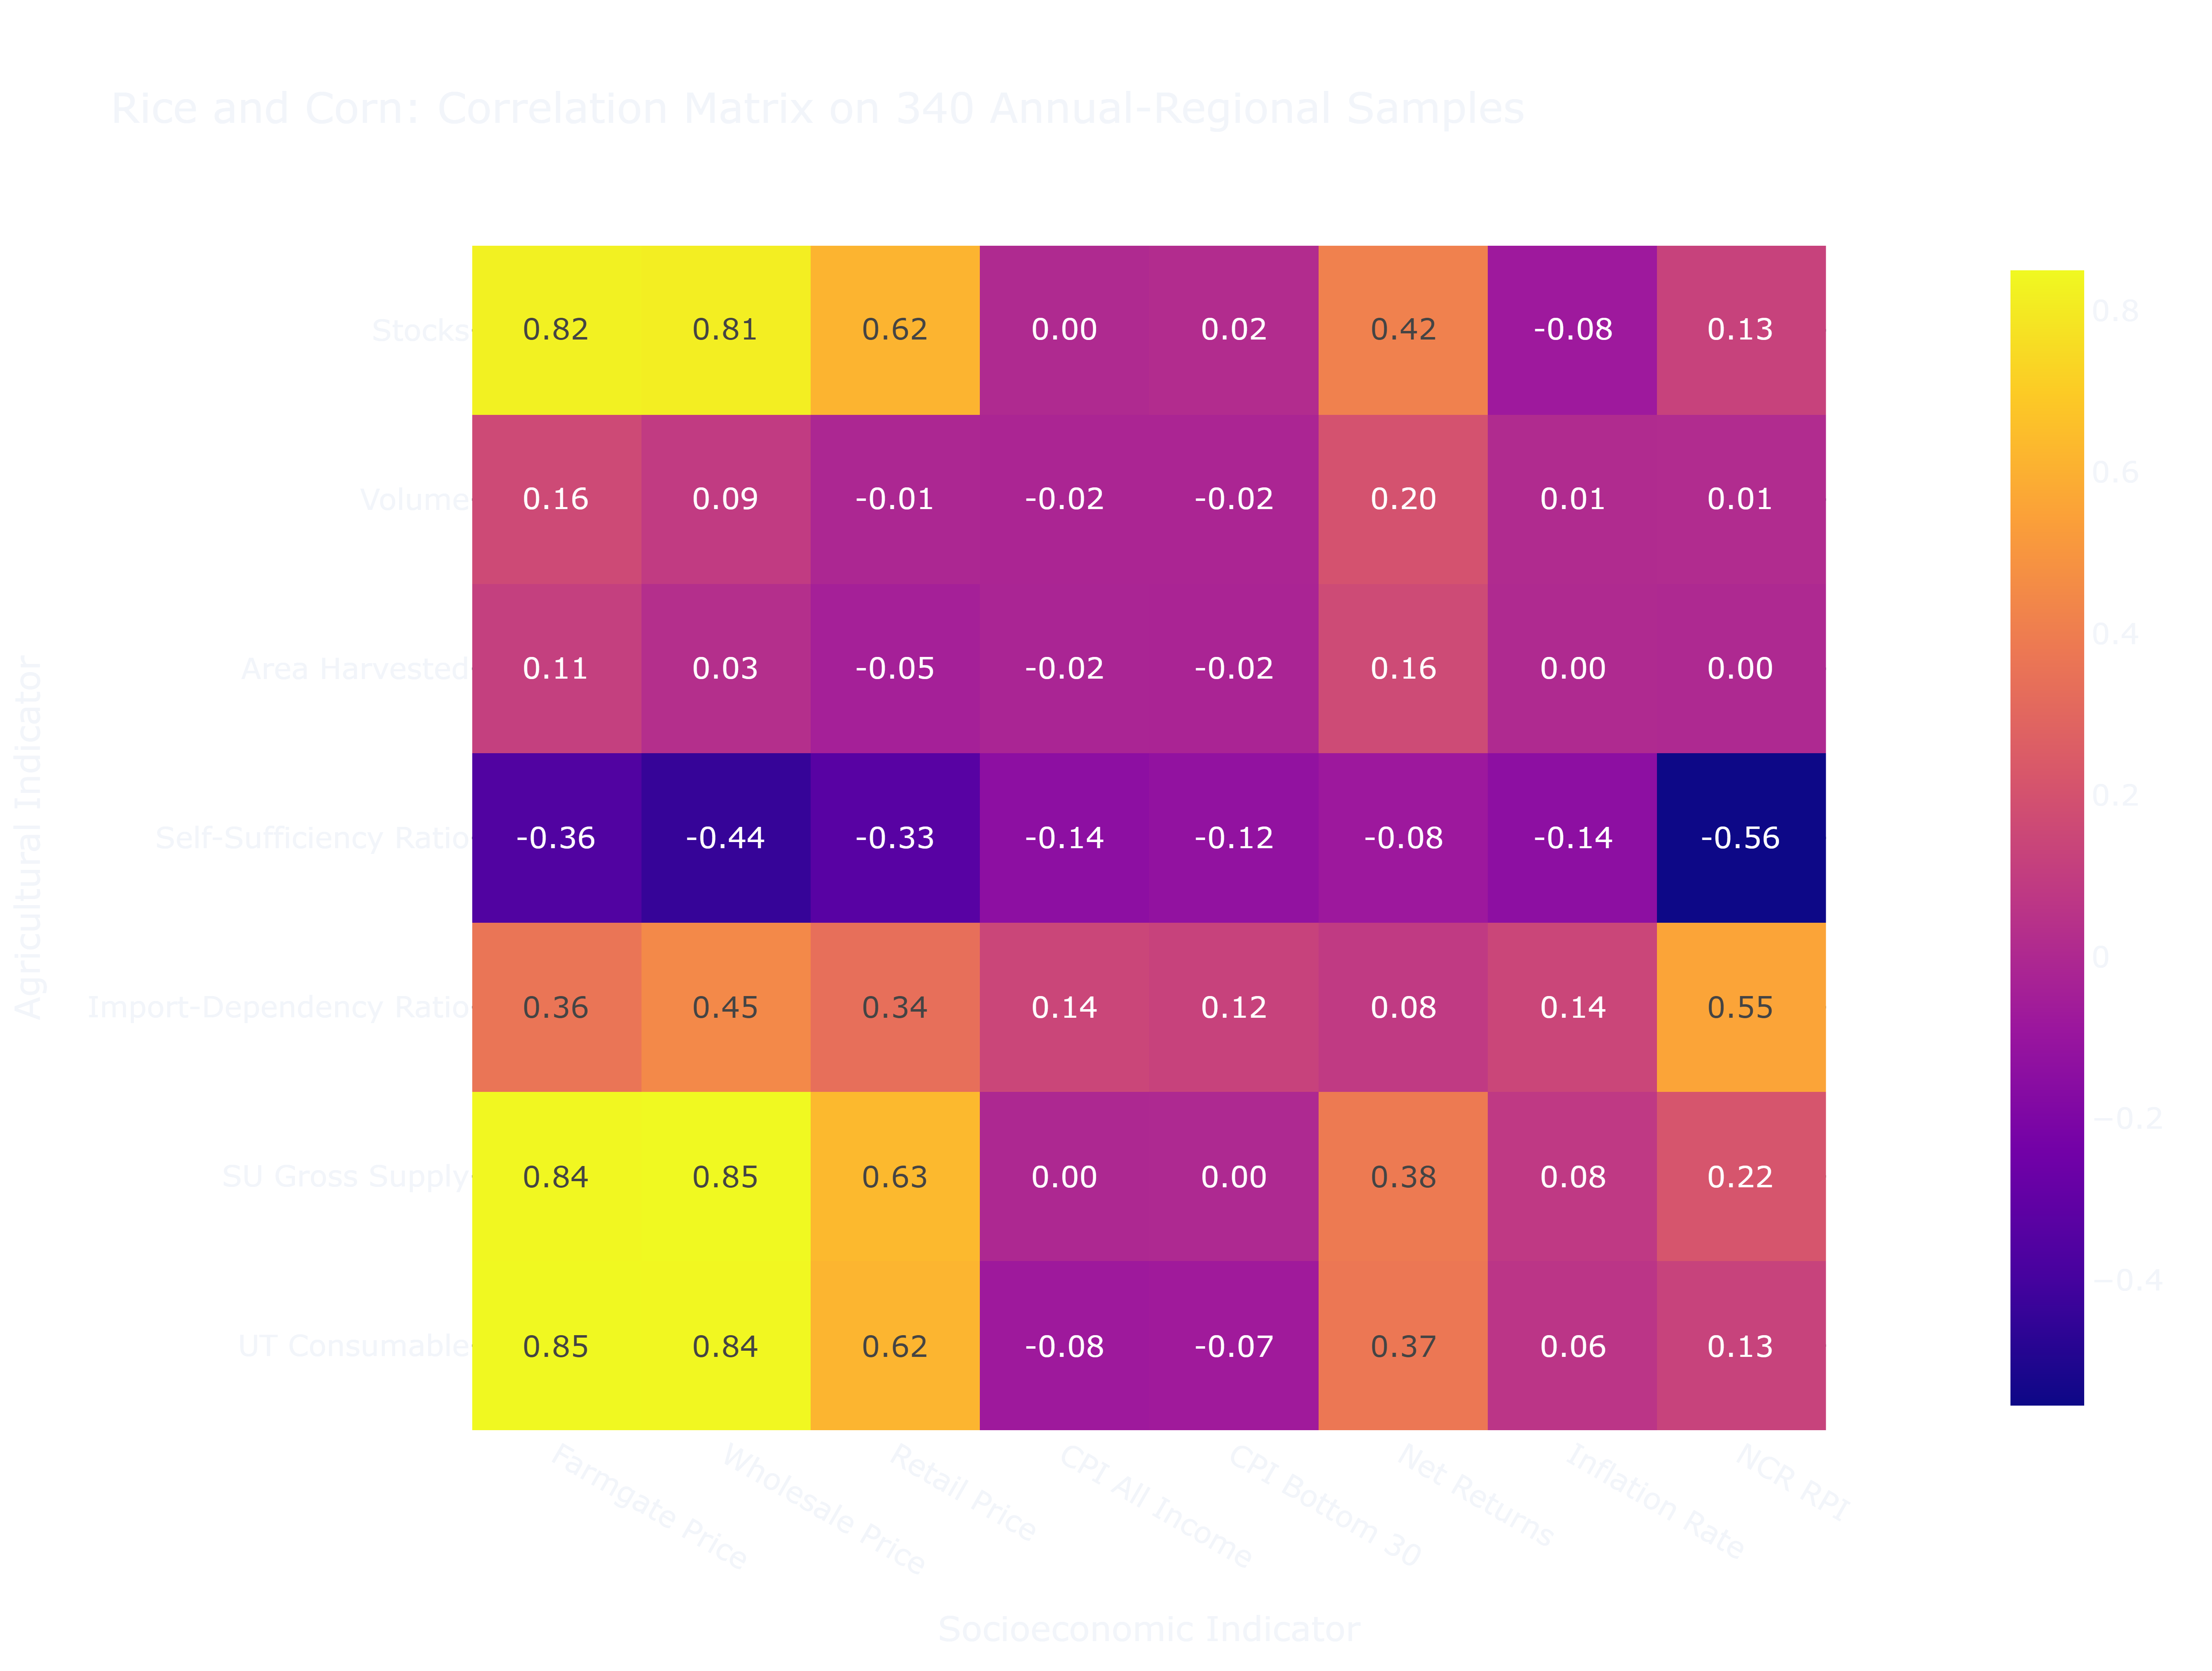 Rice and Corn: Correlation Matrix on 340 Annual-Regional Samples
Agricultural Indicator
Stocks 0.82 0.81 0.62 0.00 0.02 0.42 -0.08 0.13
Volume 0.16 0.09 -0.01 -0.02 -0.02 0.20 0.01 0.01
Area Harvested 0.11 0.03 -0.05 -0.02 -0.02 0.16 0.00 0.00
Self-Sufficiency Ratio -0.36 -0.44 -0.33 -0.14 -0.12 -0.08 -0.14 -0.56
Import-Dependency Ratio 0.36 0.45 0.34 0.14 0.12 0.08 0.14 0.55
SU Gross Supply 0.84 0.85 0.63 0.00 0.00 0.38 0.08 0.22
UT Consumable 0.85 0.84 0.62 -0.08 -0.07 0.37 0.06 0.13
Farmgate Price
Wholesale Price
Retail Price
CPI All Income
CPI Bottom 30
Net Returns
Inflation Rate
NCR RPI
Socioeconomic Indicator
0.8
0.6
0.4
0.2
0
−0.2
−0.4